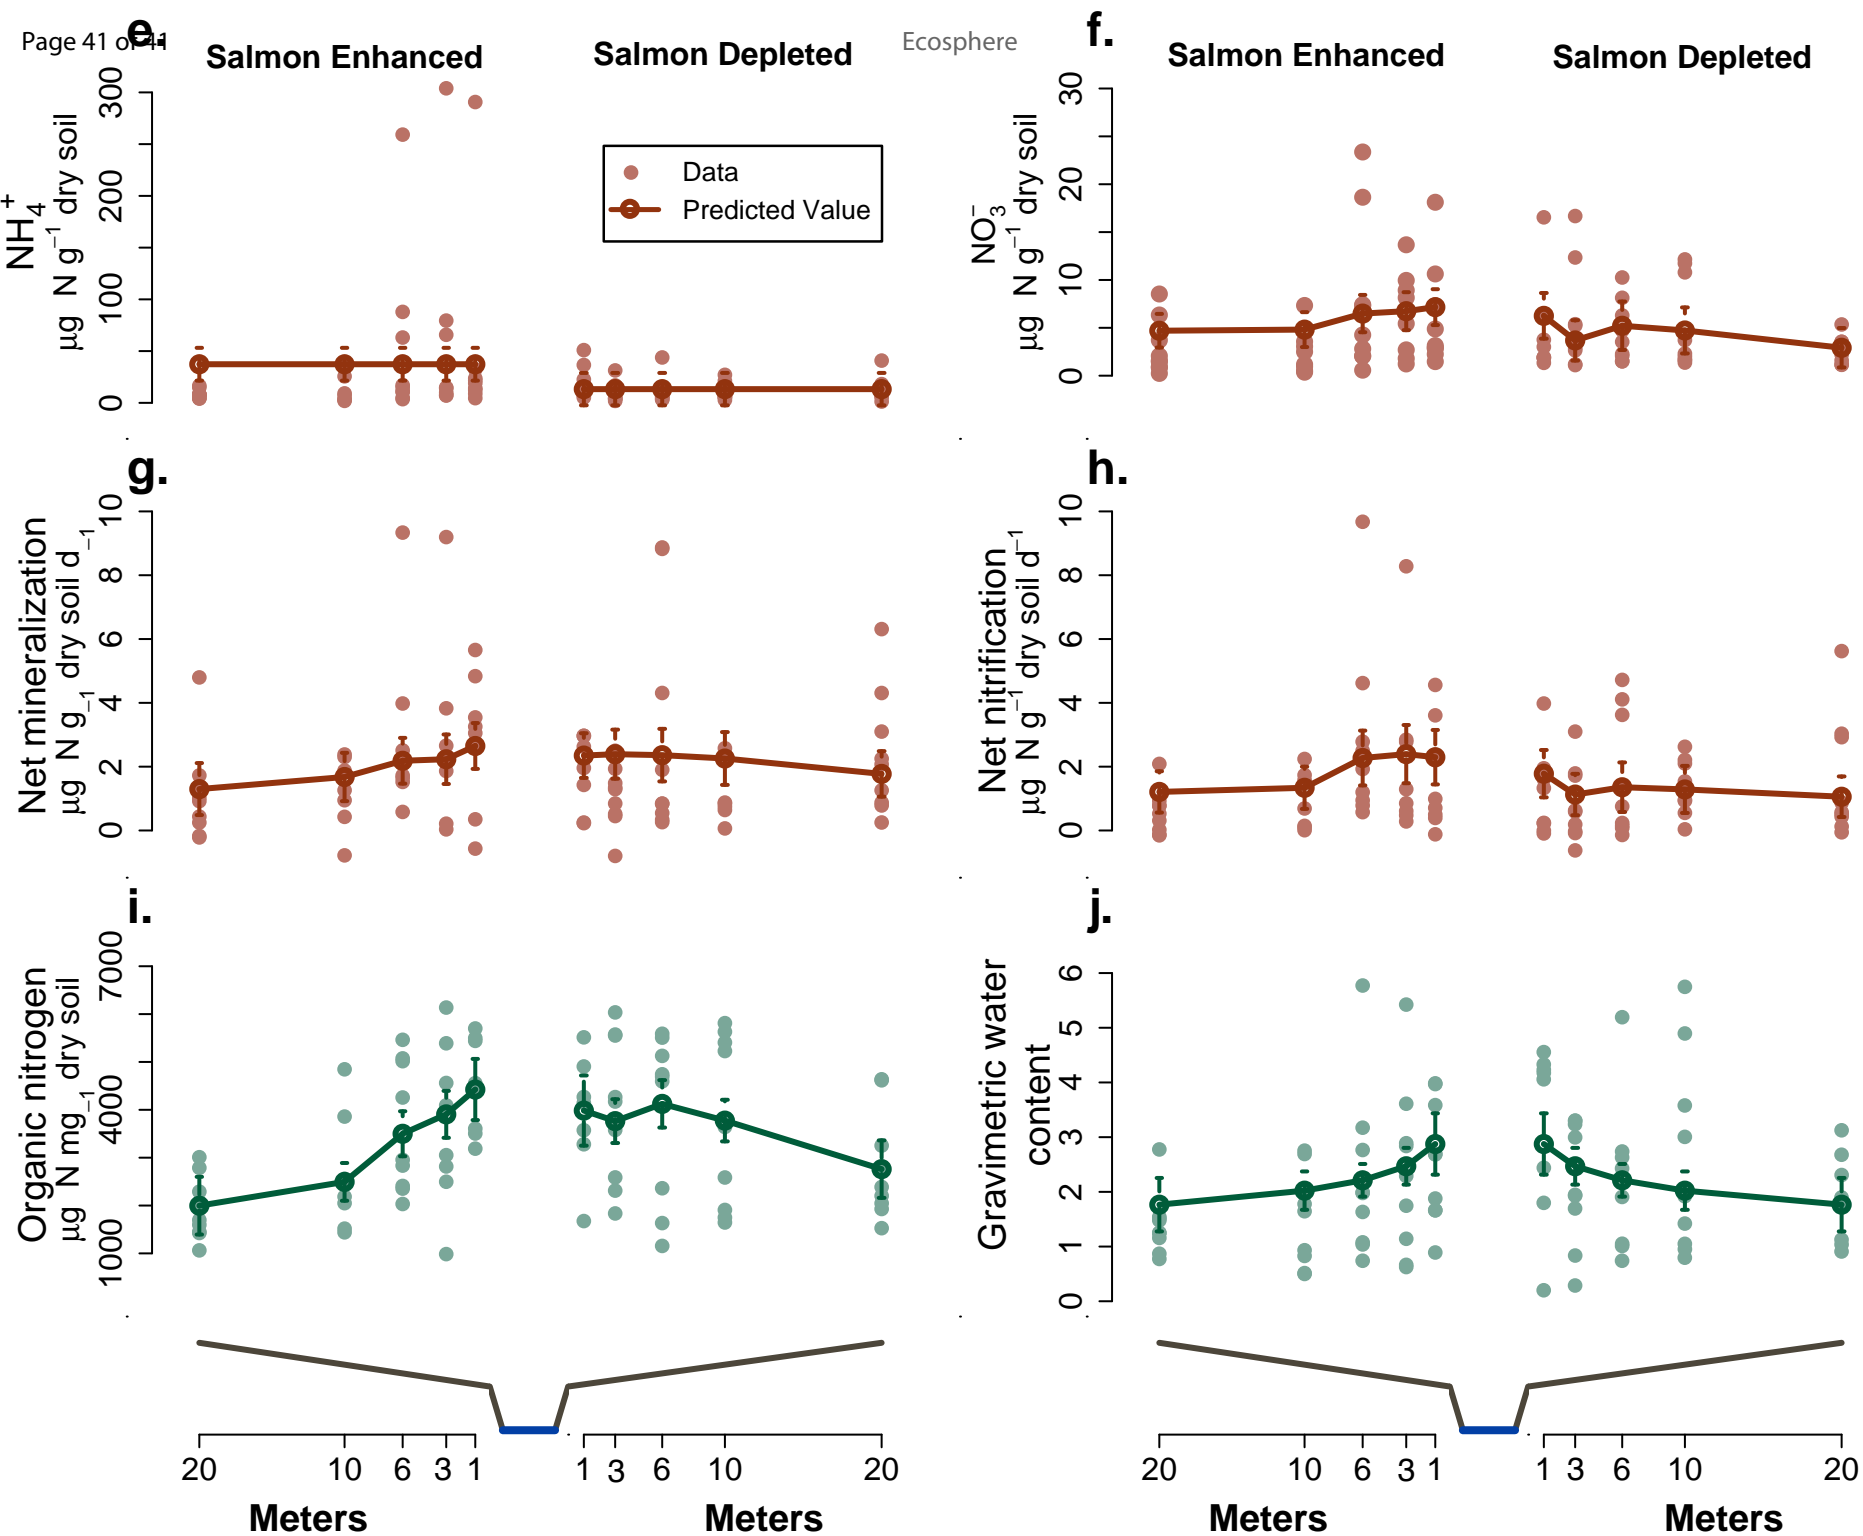 Page 41 of 41
Ecosphere
e.
Salmon Enhanced
Salmon Depleted
NH4+
µg N g−1 dry soil
0 100 200 300
Data
Predicted Value
f.
Salmon Enhanced
Salmon Depleted
NO3−
µg N g−1 dry soil
0 10 20 30
g.
Net mineralization
µg N g−1 dry soil d−1
0 2 4 6 8 10
h.
Net nitrification
µg N g−1 dry soil d−1
0 2 4 6 8 10
i.
Organic nitrogen
µg N mg−1 dry soil
1000 4000 7000
j.
Gravimetric water
content
0 1 2 3 4 5 6
20 10 6 3 1 1 3 6 10 20
Meters Meters
20 10 6 3 1 1 3 6 10 20
Meters Meters